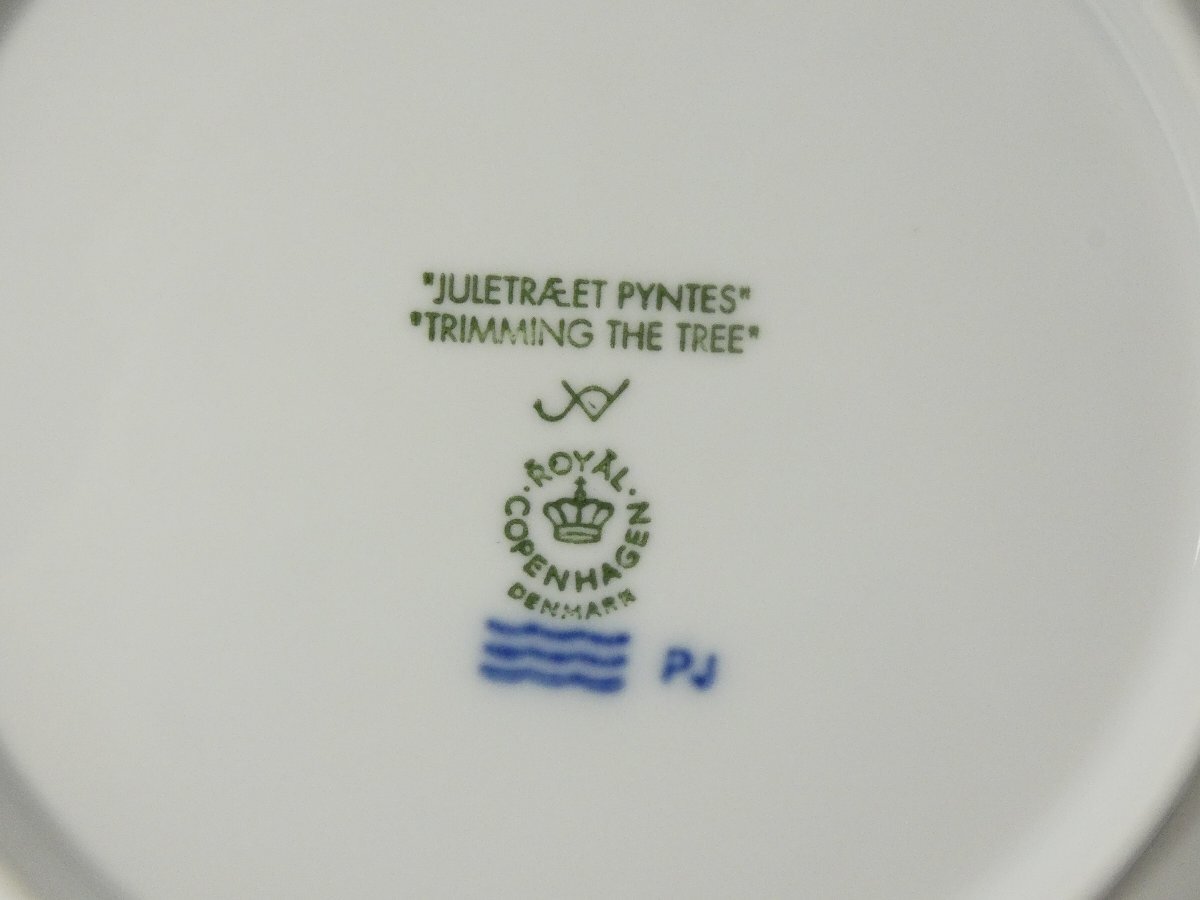 "JULETRÆET PYNTES"
"TRIMMING THE TREE"
ROYAL
COPENHAGEN
DENMARK
PJ